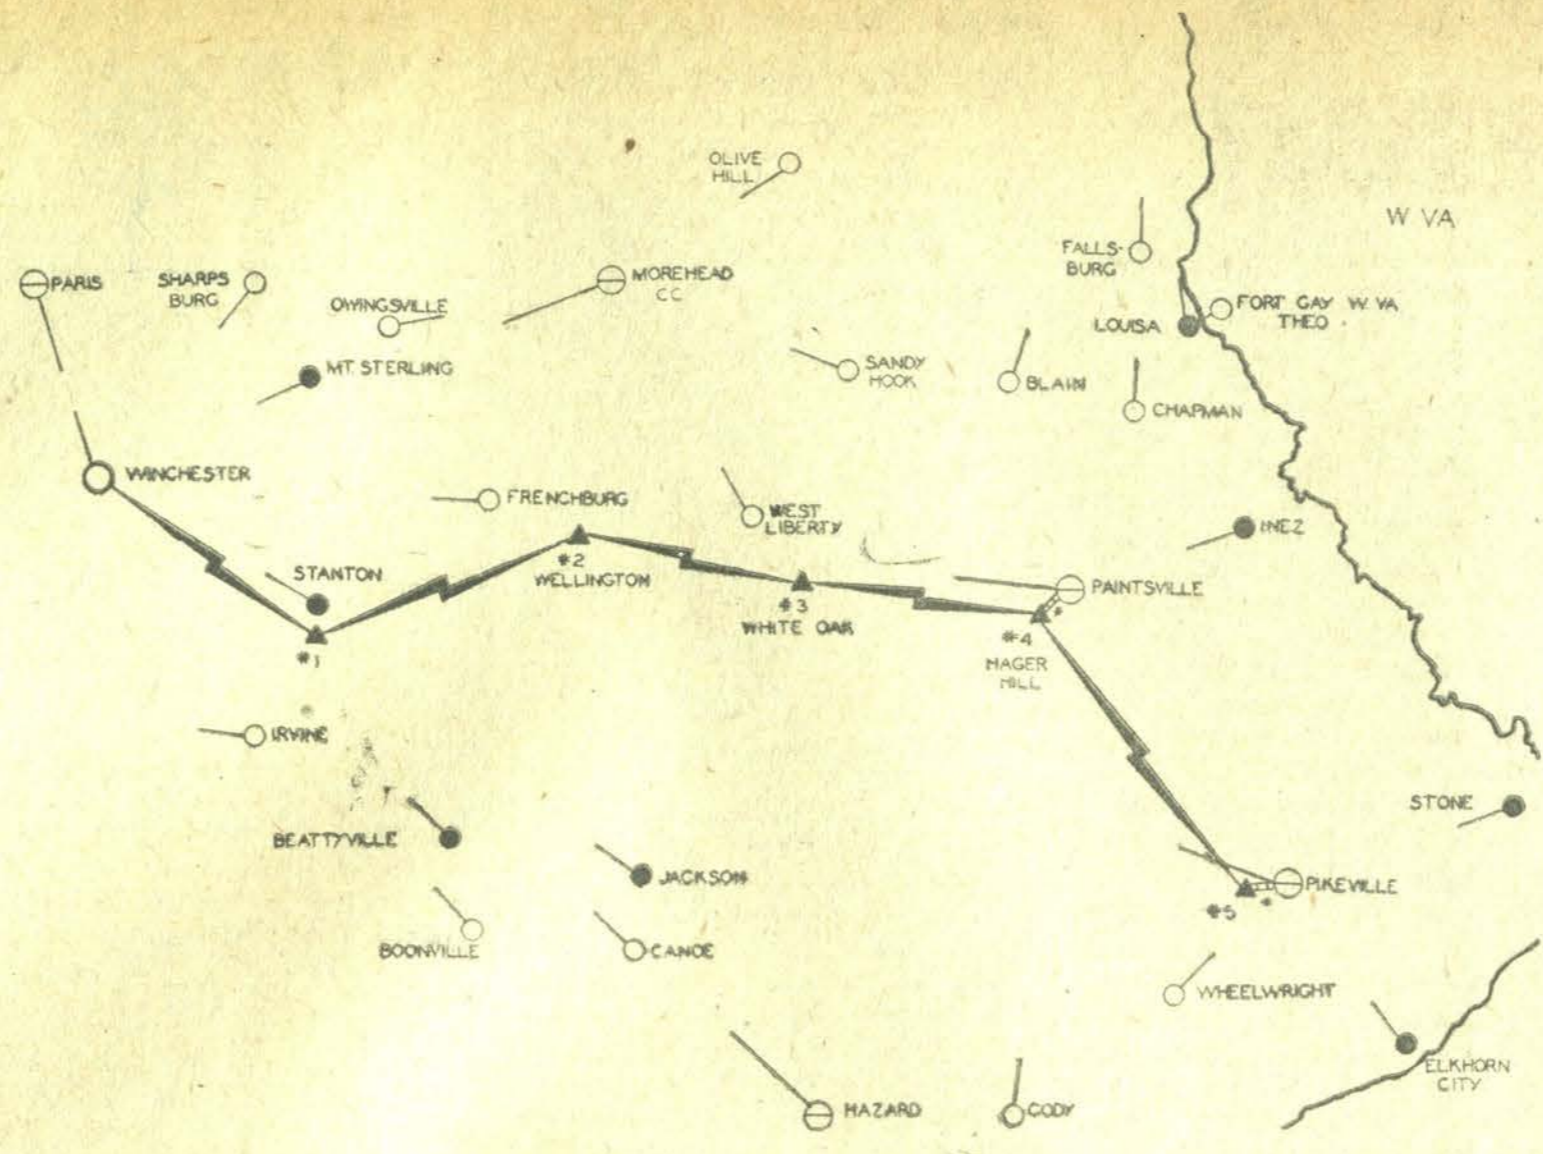 OLIVE
HILL
W VA
FALLS-
BURG
PARIS
SHARPS
BURG
MOREHEAD
CC
OWINGSVILLE
FORT GAY W. VA
THEO.
LOUISA
MT. STERLING
SANDY
HOOK
BLAIN
CHAPMAN
WINCHESTER
FRENCHBURG
WEST
LIBERTY
INEZ
STANTON
#2
WELLINGTON
PAINTSVILLE
*
#3
WHITE OAK
#4
HAGER
HILL
#1
IRVINE
STONE
BEATTYVILLE
JACKSON
PIKEVILLE
#5
*
BOONVILLE
CANOE
WHEELWRIGHT
ELKHORN
CITY
HAZARD
CODY